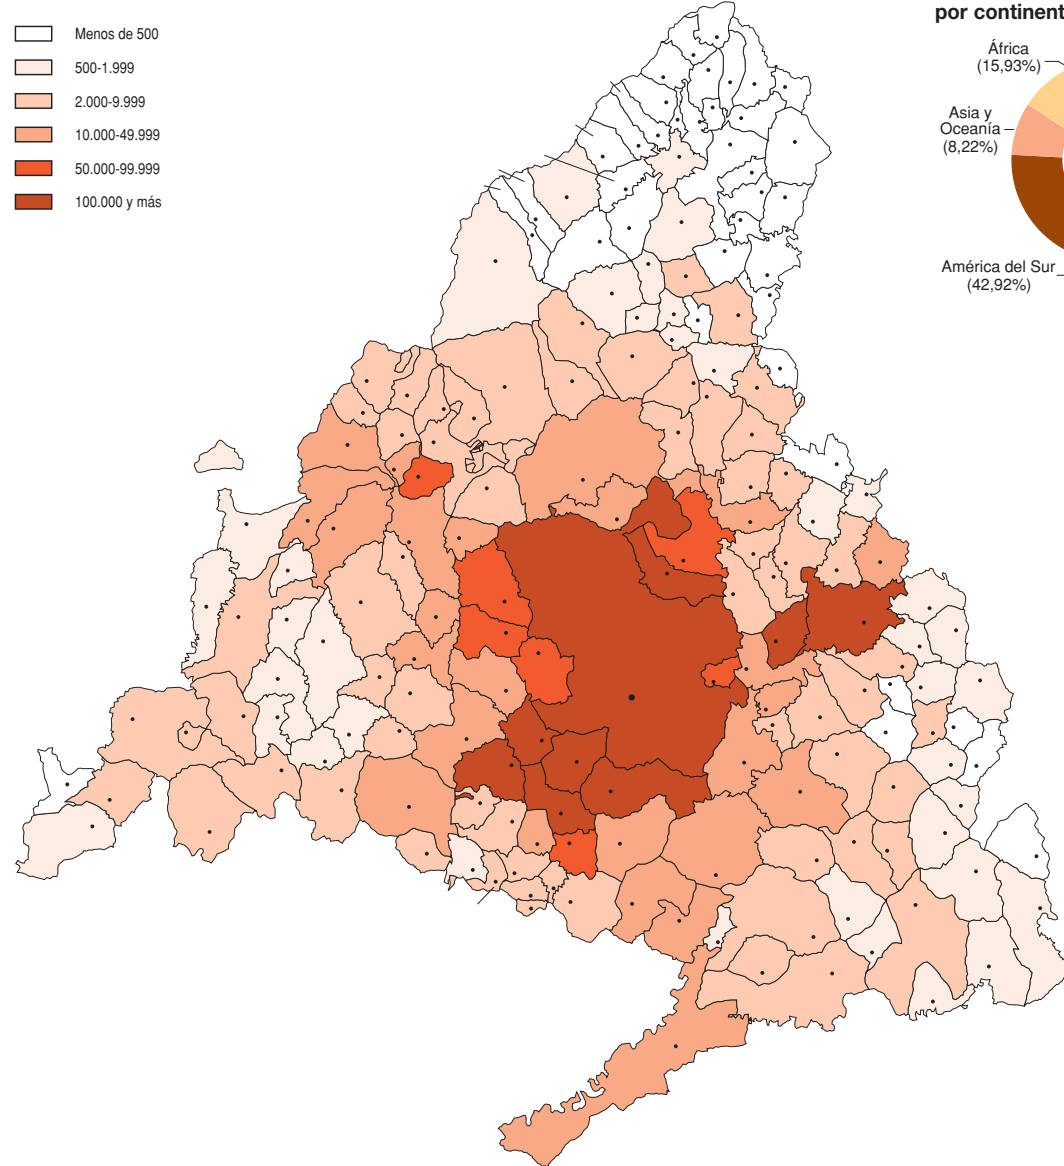 Menos de 500
500-1.999
2.000-9.999
10.000-49.999
50.000-99.999
100.000 y más
por continent
África
(15,93%)
Asia y
Oceanía
(8,22%)
América del Sur
(42,92%)